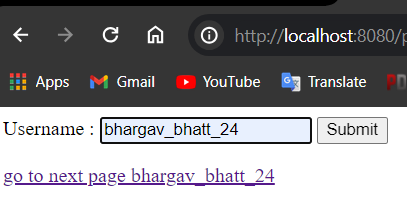 http://localhost:8080/p
Apps Gmail YouTube Translate
Username : bhargav_bhatt_24 Submit
go to next page bhargav_bhatt_24